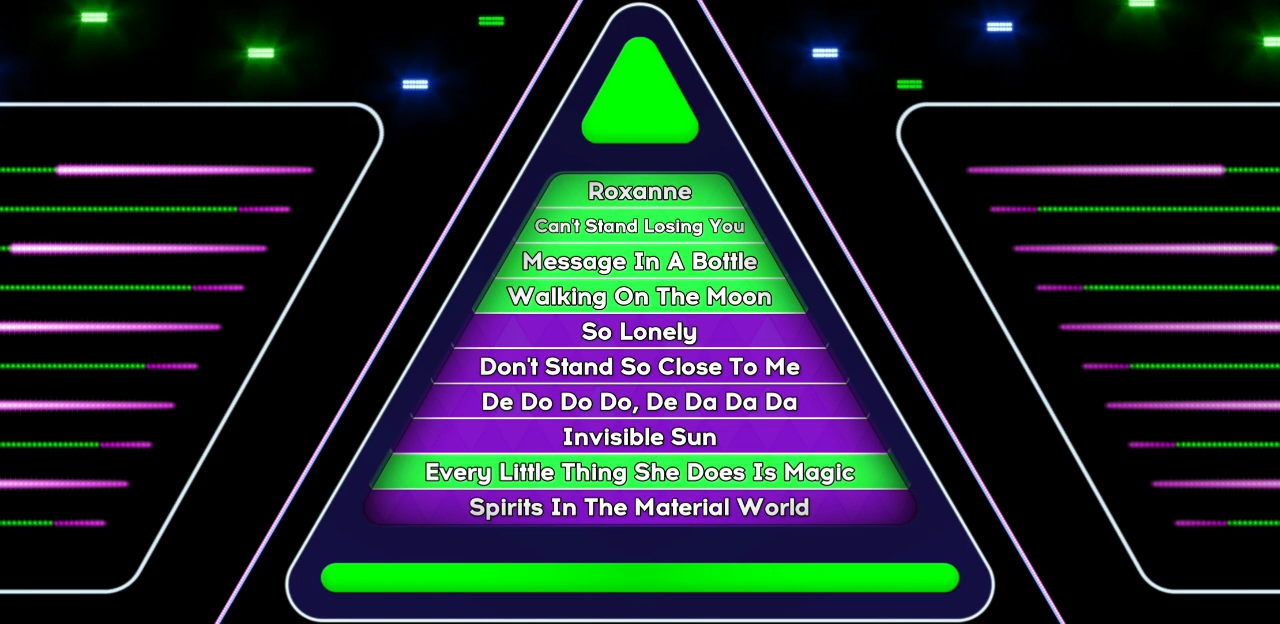 Roxanne
Can't Stand Losing You
Message In A Bottle
Walking On The Moon
So Lonely
Don't Stand So Close To Me
De Do Do Do, De Da Da Da
Invisible Sun
Every Little Thing She Does Is Magic
Spirits In The Material World